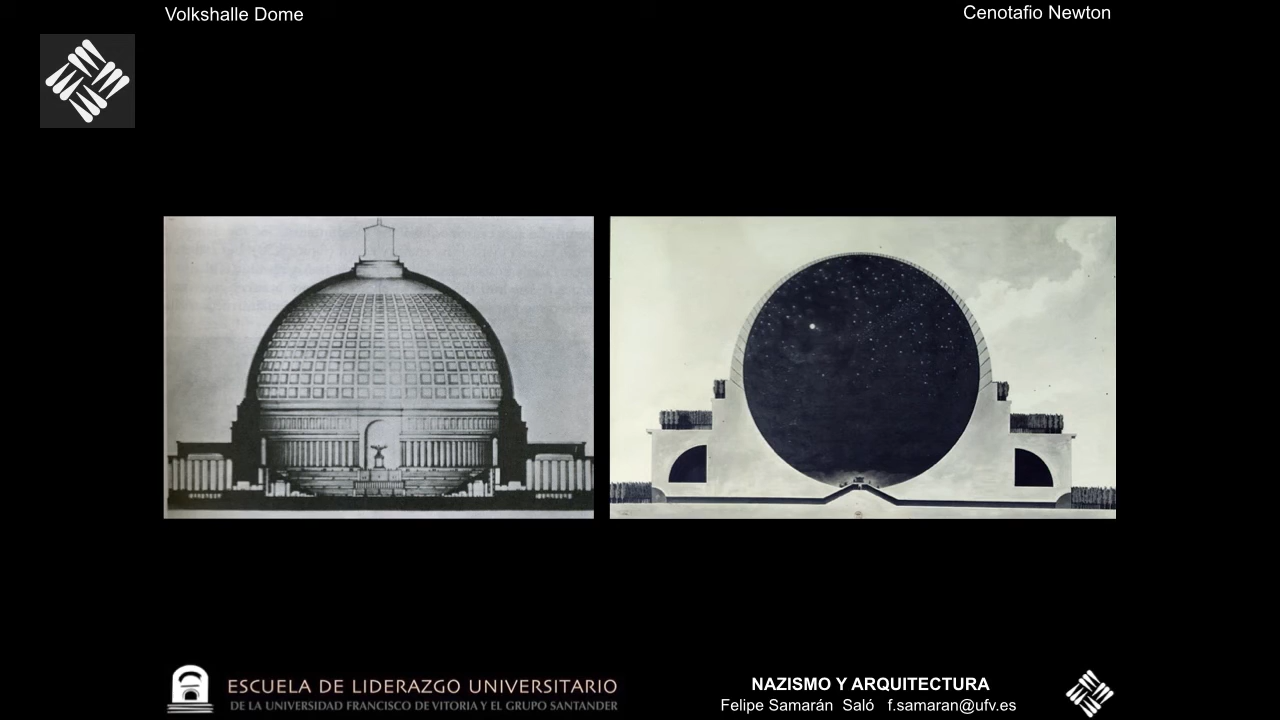 Volkshalle Dome
Cenotafio Newton
ESCUELA DE LIDERAZGO UNIVERSITARIO
DE LA UNIVERSIDAD FRANCISCO DE VITORIA Y EL GRUPO SANTANDER
NAZISMO Y ARQUITECTURA
Felipe Samarán Saló f.samaran@ufv.es